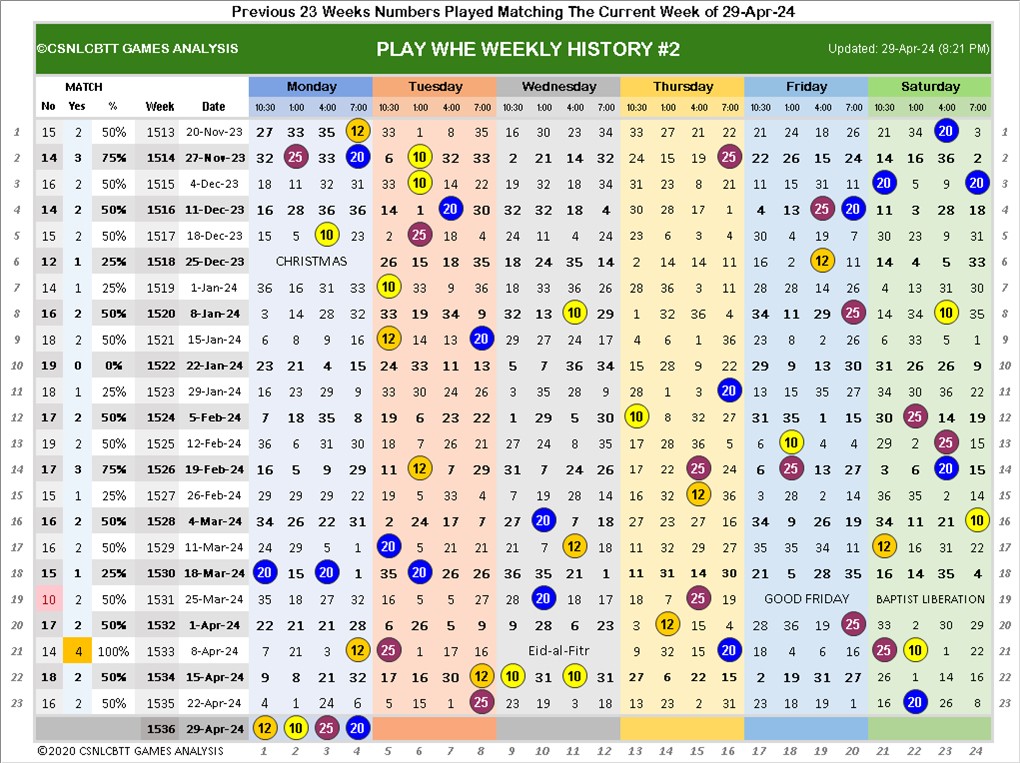 Previous 23 Weeks Numbers Played Matching The Current Week of 29-Apr-24
©CSNLCBTT GAMES ANALYSIS PLAY WHE WEEKLY HISTORY #2 Updated: 29-Apr-24 (8:21 PM)
MATCH Monday Tuesday Wednesday Thursday Friday Saturday
No Yes % Week Date 10:30 1:00 4:00 7:00 10:30 1:00 4:00 7:00 10:30 1:00 4:00 7:00 10:30 1:00 4:00 7:00 10:30 1:00 4:00 7:00 10:30 1:00 4:00 7:00
1 15 2 50% 1513 20-Nov-23 27 33 35 12 33 1 8 35 16 30 23 34 33 27 21 22 21 24 18 26 21 34 20 3 1
2 14 3 75% 1514 27-Nov-23 32 25 33 20 6 10 32 33 2 21 14 32 24 15 19 25 22 26 15 24 14 16 36 2 2
3 16 2 50% 1515 4-Dec-23 18 11 32 31 33 10 14 22 19 32 18 34 31 23 8 21 11 15 31 11 20 5 9 20 3
4 14 2 50% 1516 11-Dec-23 16 28 36 36 14 1 20 30 32 32 18 4 30 28 17 1 4 13 25 20 11 3 28 18 4
5 15 2 50% 1517 18-Dec-23 15 5 10 23 2 25 18 4 24 11 4 24 23 6 3 4 30 4 19 7 30 23 9 31 5
6 12 1 25% 1518 25-Dec-23 CHRISTMAS 26 15 18 35 18 24 35 14 2 14 14 11 16 2 12 11 14 4 5 33 6
7 14 1 25% 1519 1-Jan-24 36 16 31 33 10 33 9 36 18 33 36 26 28 36 3 11 28 28 14 26 4 13 31 30 7
8 16 2 50% 1520 8-Jan-24 3 14 28 32 33 19 34 9 32 13 10 29 1 32 36 4 34 11 29 25 14 34 10 35 8
9 18 2 50% 1521 15-Jan-24 6 8 9 16 12 14 13 20 29 27 24 17 4 6 1 36 23 8 2 26 6 33 5 1 9
10 19 0 0% 1522 22-Jan-24 23 21 4 15 24 33 11 13 5 7 36 34 15 28 9 22 29 9 13 30 31 26 26 9 10
11 18 1 25% 1523 29-Jan-24 16 23 29 9 33 30 24 26 3 35 28 9 28 1 3 20 13 15 35 27 34 30 36 22 11
12 17 2 50% 1524 5-Feb-24 7 18 35 8 19 6 23 22 1 29 5 30 10 8 32 27 31 35 1 15 30 25 14 19 12
13 19 2 50% 1525 12-Feb-24 36 6 31 30 18 7 26 21 27 24 8 35 17 28 36 5 6 10 4 4 29 2 25 15 13
14 17 3 75% 1526 19-Feb-24 16 5 9 29 11 12 7 29 31 7 24 26 17 22 25 24 6 25 13 27 3 6 20 15 14
15 15 1 25% 1527 26-Feb-24 29 29 29 22 19 5 33 4 7 19 28 14 16 32 12 36 3 28 2 14 36 35 2 14 15
16 16 2 50% 1528 4-Mar-24 34 26 22 31 2 24 17 7 27 20 7 18 27 23 27 16 34 9 26 19 34 11 21 10 16
17 16 2 50% 1529 11-Mar-24 24 29 5 1 20 5 21 21 21 7 12 18 11 32 29 27 35 35 34 11 12 16 31 22 17
18 15 1 25% 1530 18-Mar-24 20 15 20 1 35 20 26 26 36 35 21 1 11 31 14 30 21 5 28 35 16 14 35 4 18
19 10 2 50% 1531 25-Mar-24 35 18 27 32 16 5 5 27 28 20 18 17 18 7 25 19 GOOD FRIDAY BAPTIST LIBERATION 19
20 17 2 50% 1532 1-Apr-24 22 21 21 28 6 26 5 9 9 28 6 23 3 12 15 4 28 36 19 25 33 2 30 29 20
21 14 4 100% 1533 8-Apr-24 7 21 3 12 25 1 17 16 Eid-al-Fitr 9 32 15 20 18 4 6 16 25 10 1 22 21
22 18 2 50% 1534 15-Apr-24 9 8 21 32 17 16 30 12 10 31 10 31 27 6 22 15 2 19 31 27 26 1 14 16 22
23 16 2 50% 1535 22-Apr-24 4 1 24 6 5 15 1 25 23 19 3 18 13 23 2 31 23 18 19 1 16 20 26 8 23
1536 29-Apr-24 12 10 25 20
©2020 CSNLCBTT GAMES ANALYSIS 1 2 3 4 5 6 7 8 9 10 11 12 13 14 15 16 17 18 19 20 21 22 23 24